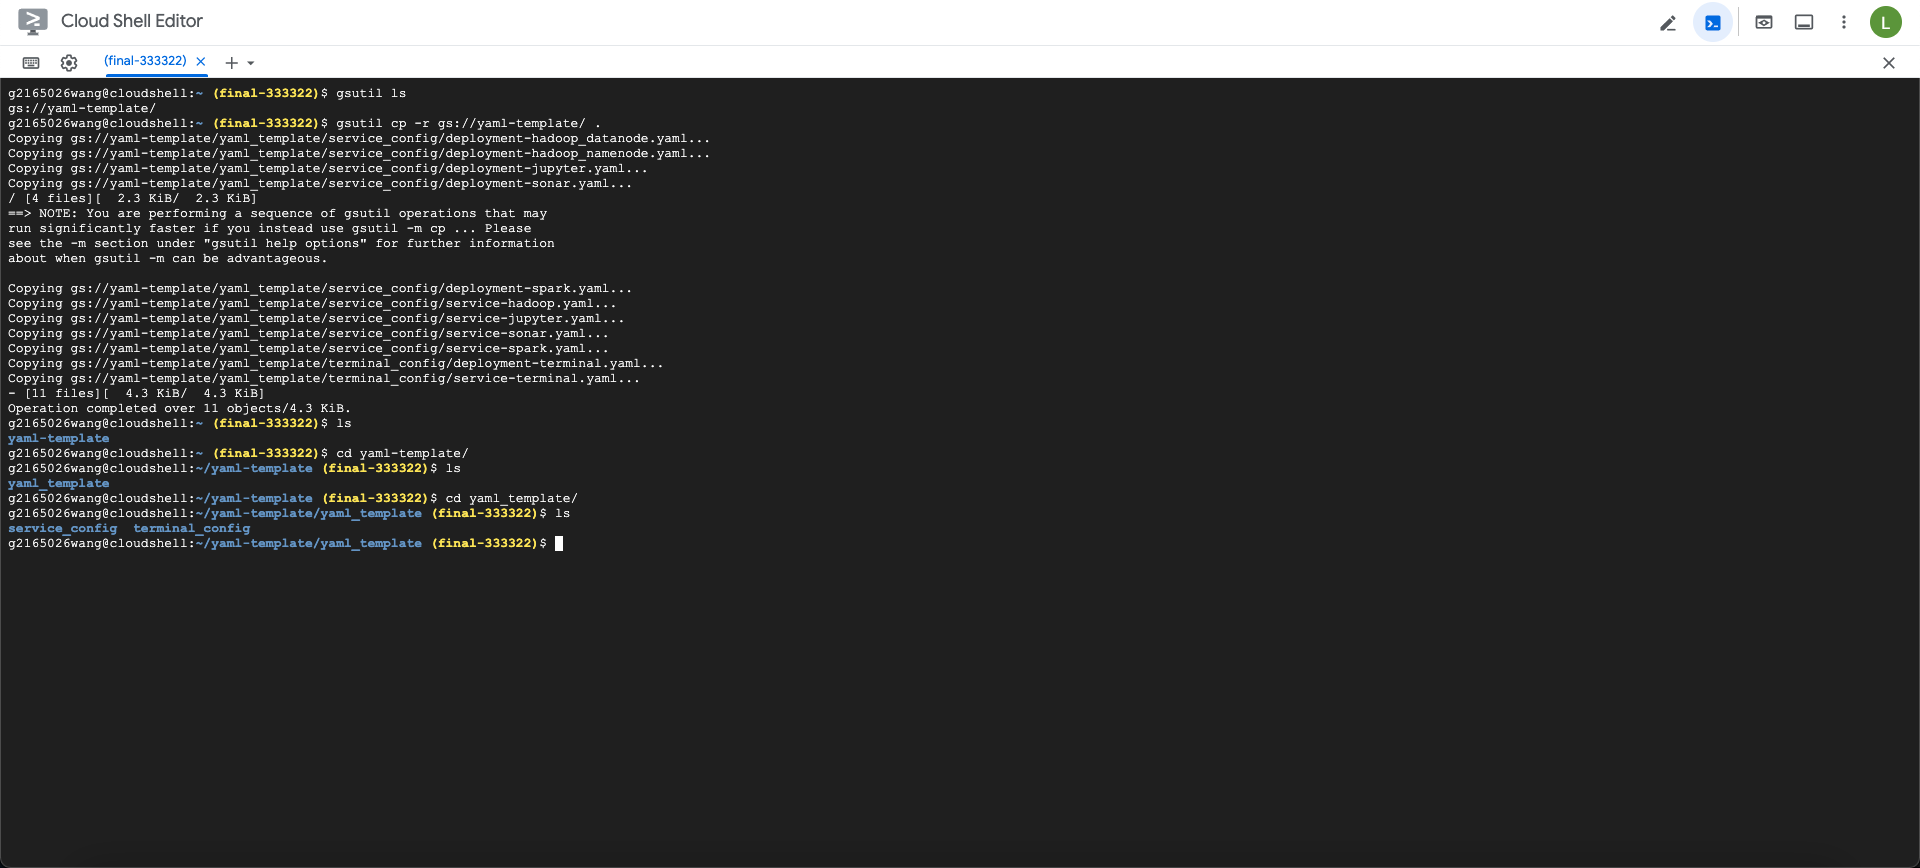 Cloud Shell Editor
L
(final-333322)
g2165026wang@cloudshell:~ (final-333322)$ gsutil ls
gs://yaml-template/
g2165026wang@cloudshell:~ (final-333322)$ gsutil cp -r gs://yaml-template/ .
Copying gs://yaml-template/yaml_template/service_config/deployment-hadoop_datanode.yaml...
Copying gs://yaml-template/yaml_template/service_config/deployment-hadoop_namenode.yaml...
Copying gs://yaml-template/yaml_template/service_config/deployment-jupyter.yaml...
Copying gs://yaml-template/yaml_template/service_config/deployment-sonar.yaml...
/ [4 files][  2.3 KiB/  2.3 KiB]
==> NOTE: You are performing a sequence of gsutil operations that may
run significantly faster if you instead use gsutil -m cp ... Please
see the -m section under "gsutil help options" for further information
about when gsutil -m can be advantageous.
Copying gs://yaml-template/yaml_template/service_config/deployment-spark.yaml...
Copying gs://yaml-template/yaml_template/service_config/service-hadoop.yaml...
Copying gs://yaml-template/yaml_template/service_config/service-jupyter.yaml...
Copying gs://yaml-template/yaml_template/service_config/service-sonar.yaml...
Copying gs://yaml-template/yaml_template/service_config/service-spark.yaml...
Copying gs://yaml-template/yaml_template/terminal_config/deployment-terminal.yaml...
Copying gs://yaml-template/yaml_template/terminal_config/service-terminal.yaml...
- [11 files][  4.3 KiB/  4.3 KiB]
Operation completed over 11 objects/4.3 KiB.
g2165026wang@cloudshell:~ (final-333322)$ ls
yaml-template
g2165026wang@cloudshell:~ (final-333322)$ cd yaml-template/
g2165026wang@cloudshell:~/yaml-template (final-333322)$ ls
yaml_template
g2165026wang@cloudshell:~/yaml-template (final-333322)$ cd yaml_template/
g2165026wang@cloudshell:~/yaml-template/yaml_template (final-333322)$ ls
service_config  terminal_config
g2165026wang@cloudshell:~/yaml-template/yaml_template (final-333322)$